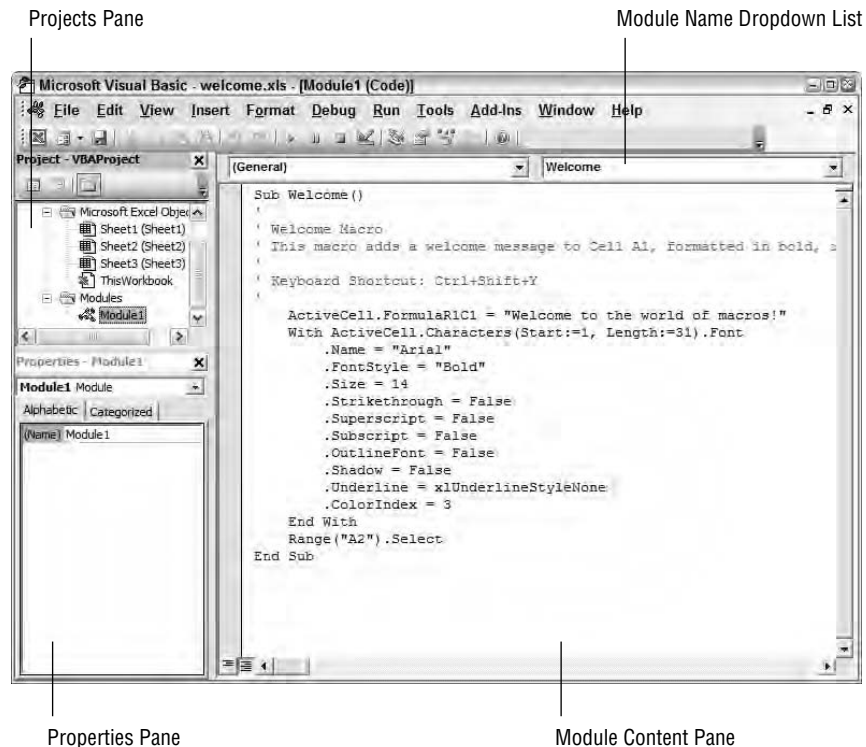 Projects Pane
Module Name Dropdown List
Microsoft Visual Basic - welcome.xls - [Module1 (Code)]
File Edit View Insert Format Debug Run Tools Add-Ins Window Help
Project - VBAProject
(General)
Welcome
Microsoft Excel Objec
Sheet1 (Sheet1)
Sheet2 (Sheet2)
Sheet3 (Sheet3)
ThisWorkbook
Modules
Module1
Properties - Module1
Module1 Module
Alphabetic Categorized
(Name) Module1
Sub Welcome()
'
' Welcome Macro
' This macro adds a welcome message to Cell A1, formatted in bold,
'
' Keyboard Shortcut: Ctrl+Shift+Y
'
ActiveCell.FormulaR1C1 = "Welcome to the world of macros!"
With ActiveCell.Characters(Start:=1, Length:=31).Font
.Name = "Arial"
.FontStyle = "Bold"
.Size = 14
.Strikethrough = False
.Superscript = False
.Subscript = False
.OutlineFont = False
.Shadow = False
.Underline = xlUnderlineStyleNone
.ColorIndex = 3
End With
Range("A2").Select
End Sub
Properties Pane
Module Content Pane